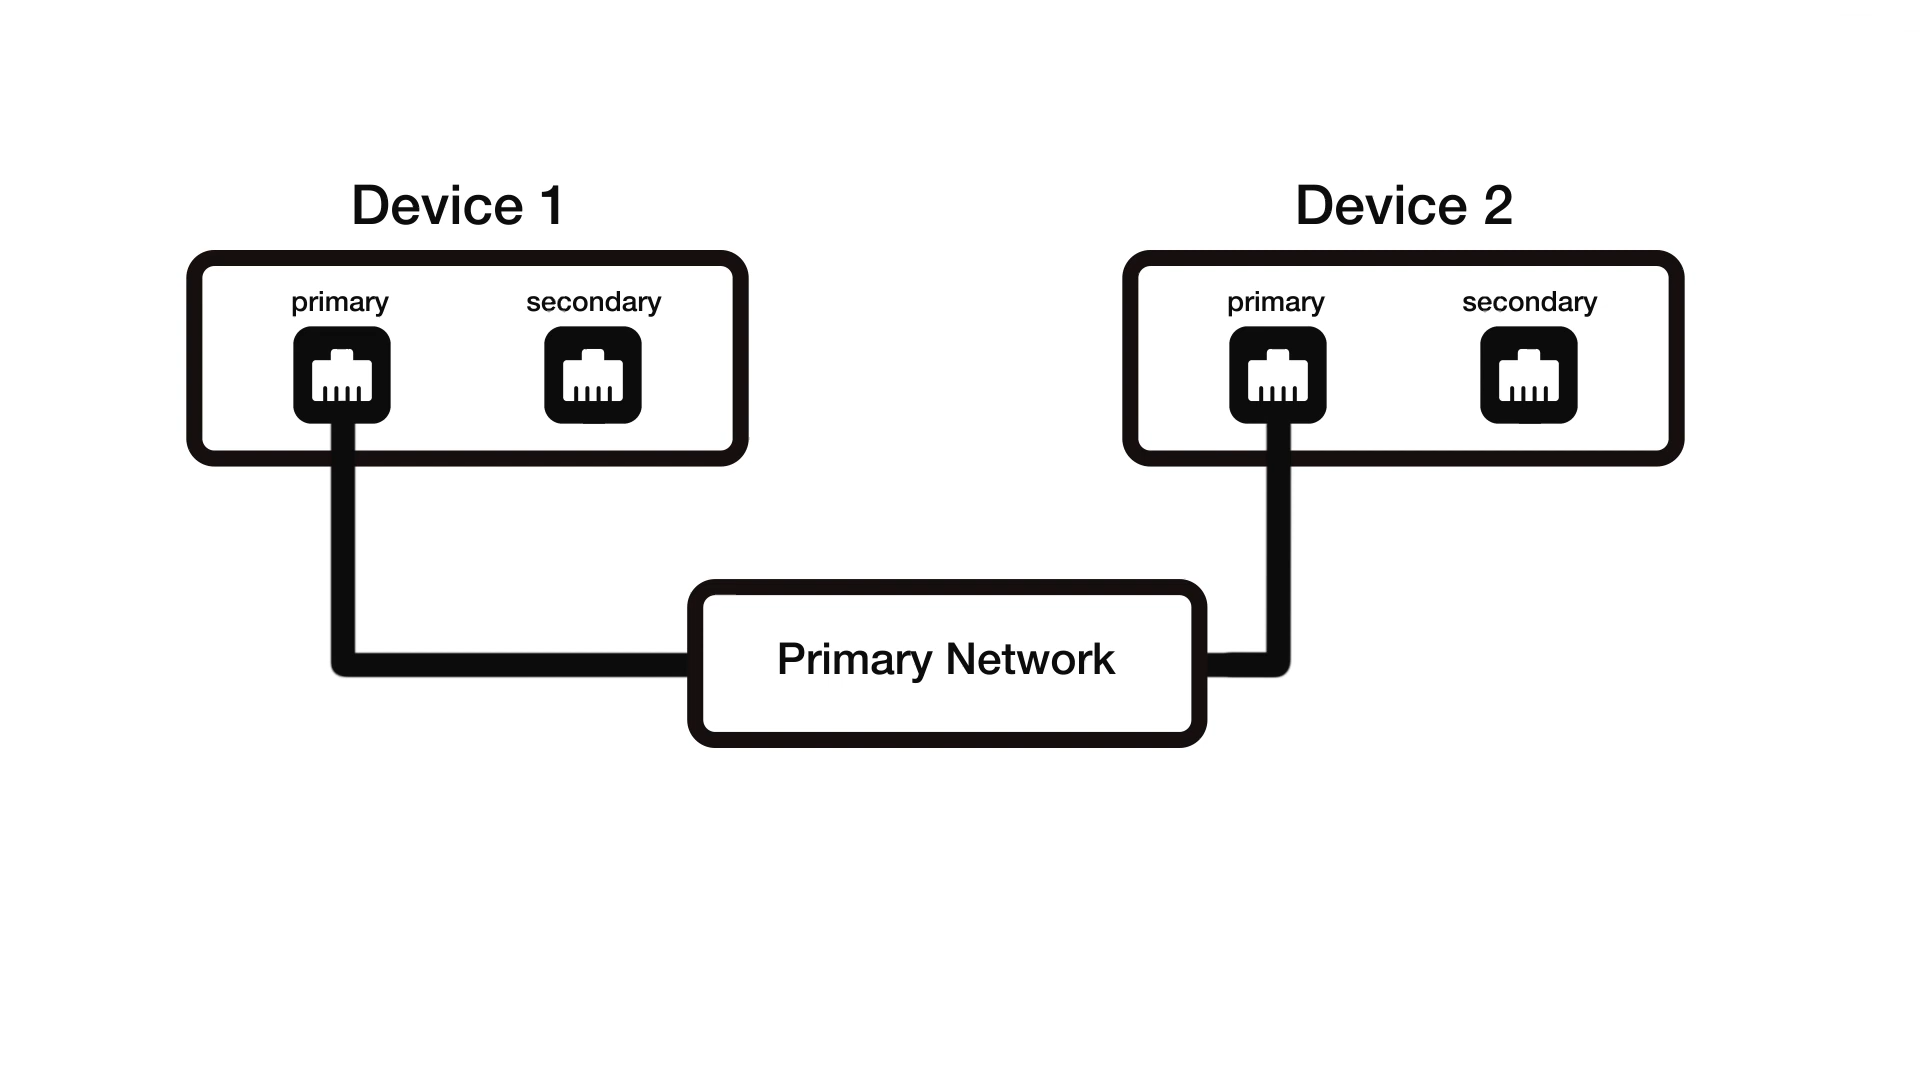 Device 1
Device 2
primary
secondary
primary
secondary
Primary Network